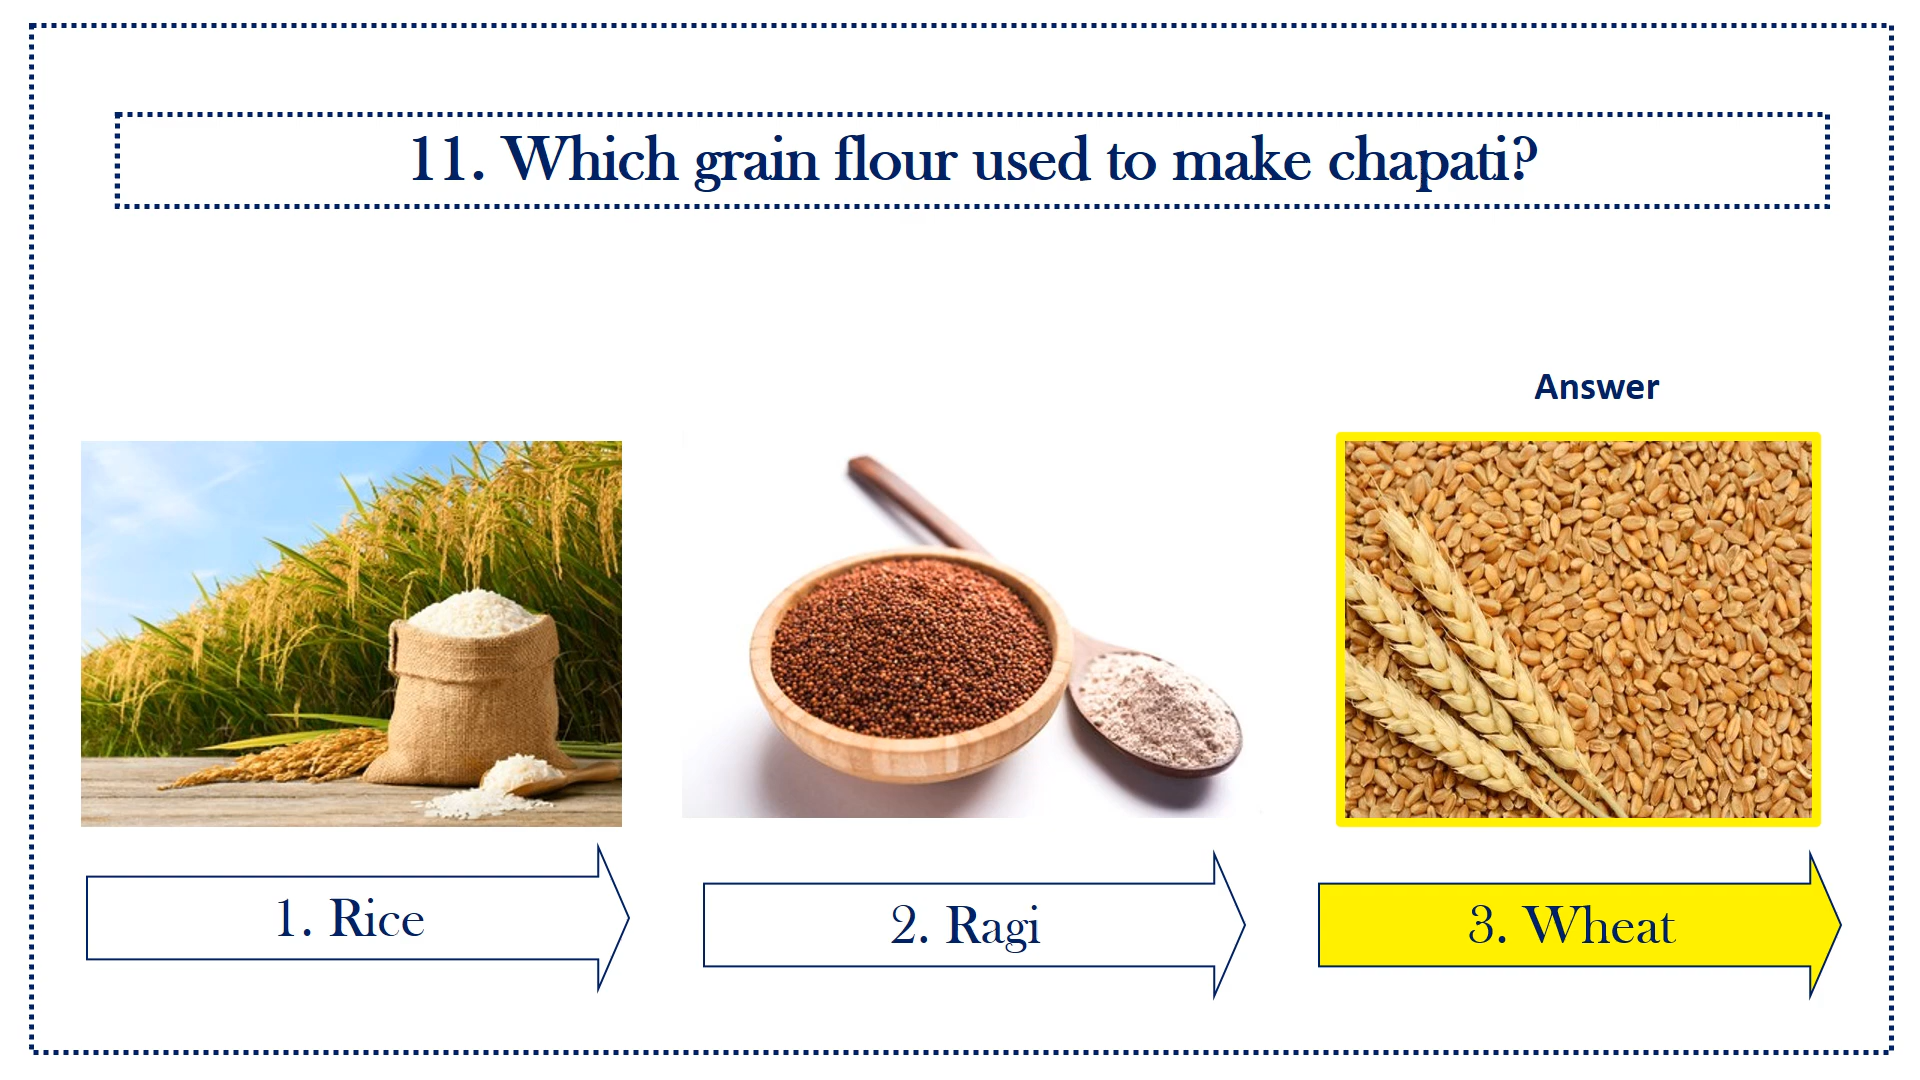 11. Which grain flour used to make chapati?
Answer
1. Rice
2. Ragi
3. Wheat